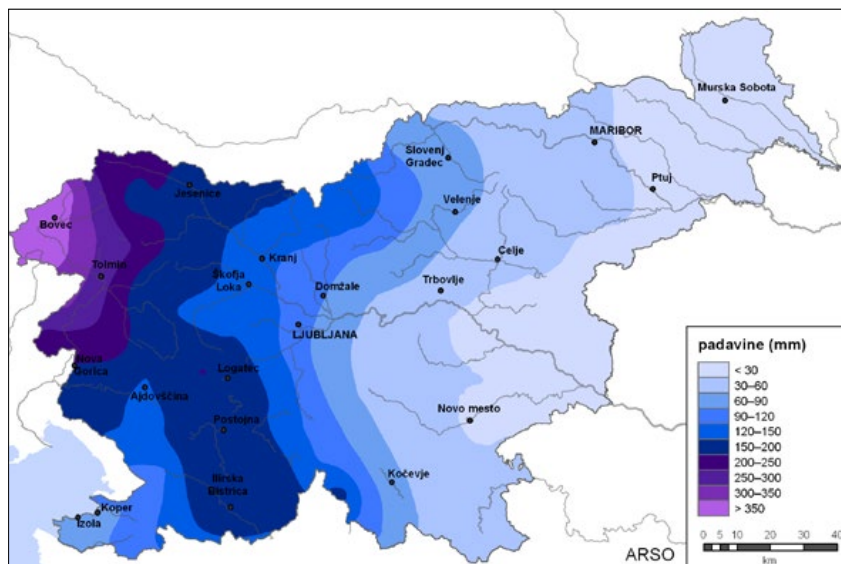 Murska Sobota
MARIBOR
Slovenj
Gradec
Ptuj
Jesenice
Velenje
Bovec
Kranj
Celje
Tolmin
Škofja
Loka
Domžale
Trbovlje
LJUBLJANA
Nova
Gorica
Logatec
Ajdovščina
Postojna
Novo mesto
Kočevje
Ilirska
Bistrica
Koper
Izola
padavine (mm)
< 30
30–60
60–90
90–120
120–150
150–200
200–250
250–300
300–350
> 350
0 5 10 20 30 40
km
ARSO